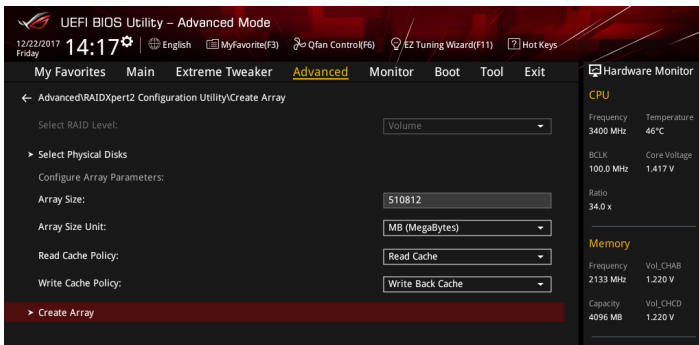 UEFI BIOS Utility – Advanced Mode
12/22/2017 Friday 14:17 English MyFavorite(F3) Qfan Control(F6) EZ Tuning Wizard(F11) ? Hot Keys
My Favorites Main Extreme Tweaker Advanced Monitor Boot Tool Exit
← Advanced\RAIDXpert2 Configuration Utility\Create Array
Select RAID Level: Volume
> Select Physical Disks
Configure Array Parameters:
Array Size: 510812
Array Size Unit: MB (MegaBytes)
Read Cache Policy: Read Cache
Write Cache Policy: Write Back Cache
> Create Array
Hardware Monitor
CPU
Frequency Temperature
3400 MHz 46°C
BCLK Core Voltage
100.0 MHz 1.417 V
Ratio
34.0 x
Memory
Frequency Vol_CHAB
2133 MHz 1.220 V
Capacity Vol_CHCD
4096 MB 1.220 V